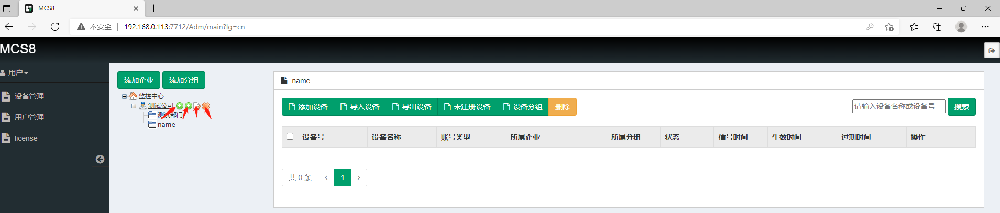 MCS8
不安全 192.168.0.113:7712/Adm/main?lg=cn
MCS8
用户
设备管理
用户管理
license
添加企业 添加分组
监控中心
测试公司
测试部门
name
name
添加设备 导入设备 导出设备 未注册设备 设备分组 删除
请输入设备名称或设备号 搜索
设备号 设备名称 账号类型 所属企业 所属分组 状态 信号时间 生效时间 过期时间 操作
共 0 条 < 1 >